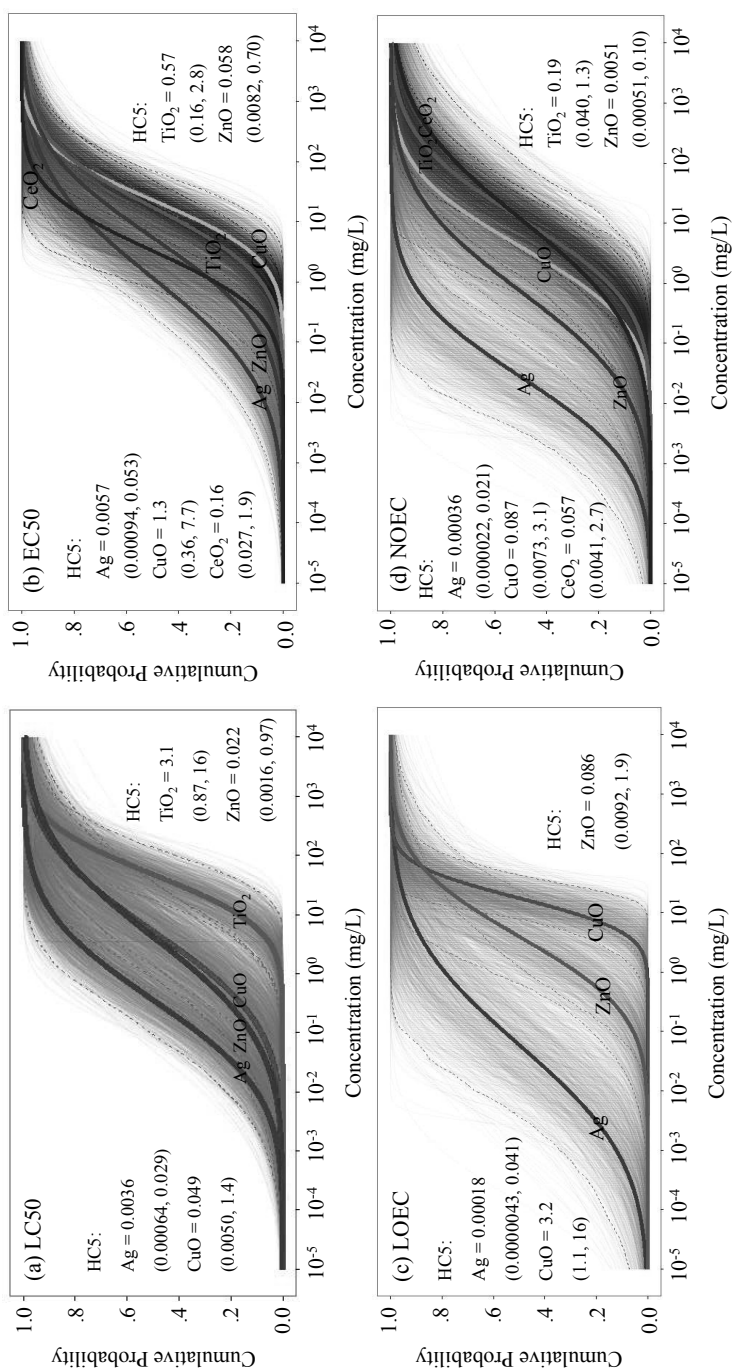 (a) LC50
HC5:
Ag = 0.0036
(0.00064, 0.029)
CuO = 0.049
(0.0050, 1.4)
HC5:
TiO₂ = 3.1
(0.87, 16)
ZnO = 0.022
(0.0016, 0.97)
Ag ZnO CuO TiO₂
Cumulative Probability
1.0
.8
.6
.4
.2
0.0
10⁻⁵ 10⁻⁴ 10⁻³ 10⁻² 10⁻¹ 10⁰ 10¹ 10² 10³ 10⁴
Concentration (mg/L)
(b) EC50
HC5:
Ag = 0.0057
(0.00094, 0.053)
CuO = 1.3
(0.36, 7.7)
CeO₂ = 0.16
(0.027, 1.9)
CeO₂
HC5:
TiO₂ = 0.57
(0.16, 2.8)
ZnO = 0.058
(0.0082, 0.70)
TiO₂
Ag ZnO CuO
Cumulative Probability
1.0
.8
.6
.4
.2
0.0
10⁻⁵ 10⁻⁴ 10⁻³ 10⁻² 10⁻¹ 10⁰ 10¹ 10² 10³ 10⁴
Concentration (mg/L)
(c) LOEC
HC5:
Ag = 0.00018
(0.0000043, 0.041)
CuO = 3.2
(1.1, 16)
HC5:
ZnO = 0.086
(0.0092, 1.9)
Ag ZnO CuO
Cumulative Probability
1.0
.8
.6
.4
.2
0.0
10⁻⁵ 10⁻⁴ 10⁻³ 10⁻² 10⁻¹ 10⁰ 10¹ 10² 10³ 10⁴
Concentration (mg/L)
(d) NOEC
HC5:
Ag = 0.00036
(0.000022, 0.021)
CuO = 0.087
(0.0073, 3.1)
CeO₂ = 0.057
(0.0041, 2.7)
TiO₂ CeO₂
HC5:
TiO₂ = 0.19
(0.040, 1.3)
ZnO = 0.0051
(0.00051, 0.10)
Ag CuO
ZnO
Cumulative Probability
1.0
.8
.6
.4
.2
0.0
10⁻⁵ 10⁻⁴ 10⁻³ 10⁻² 10⁻¹ 10⁰ 10¹ 10² 10³ 10⁴
Concentration (mg/L)